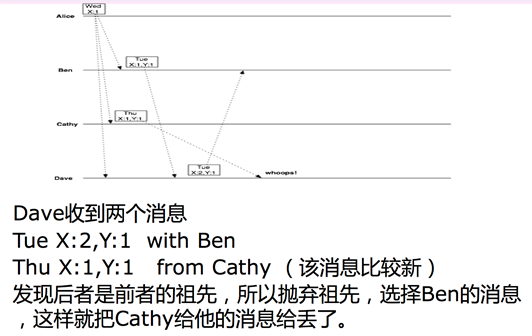 Wed
X:1
Alice
Tue
X:1,Y:1
Ben
Thu
X:1,Y:1
Cathy
Tue
X:2,Y:1
whoops!
Dave
Dave收到两个消息
Tue X:2,Y:1 with Ben
Thu X:1,Y:1 from Cathy （该消息比较新）
发现后者是前者的祖先，所以抛弃祖先，选择Ben的消息
，这样就把Cathy给他的消息给丢了。